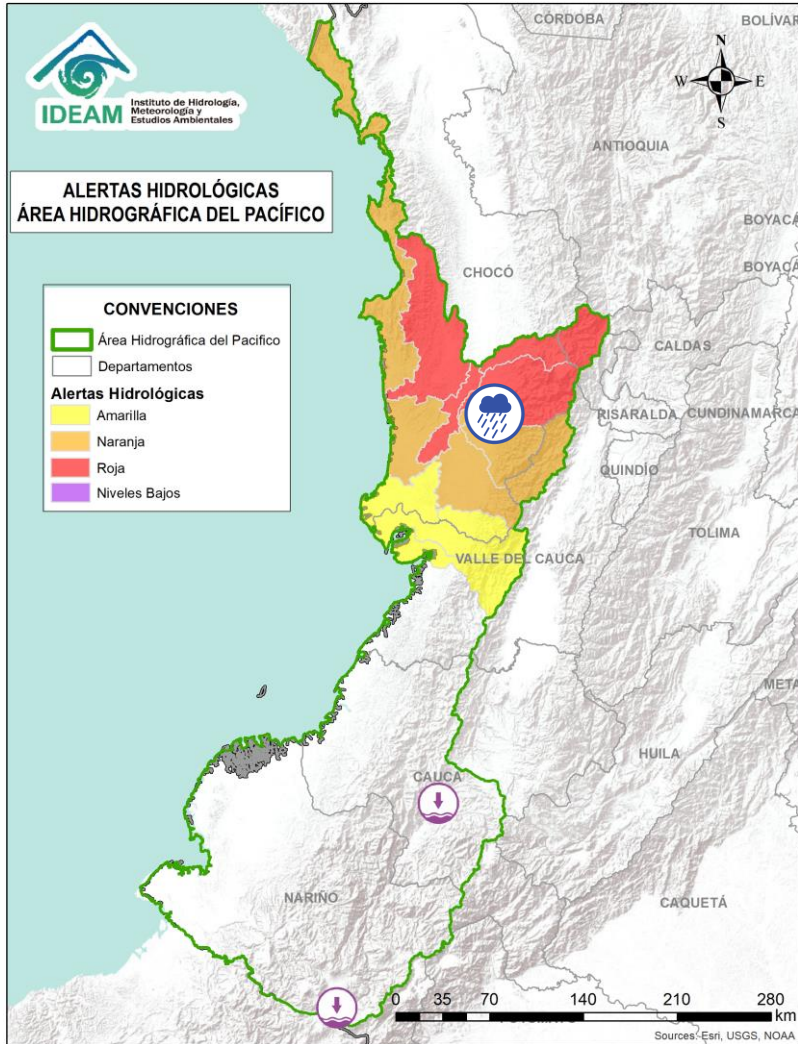 IDEAM
Instituto de Hidrología,
Meteorología y
Estudios Ambientales
ALERTAS HIDROLÓGICAS
ÁREA HIDROGRÁFICA DEL PACÍFICO
CONVENCIONES
Área Hidrográfica del Pacifico
Departamentos
Alertas Hidrológicas
Amarilla
Naranja
Roja
Niveles Bajos
CÓRDOBA
BOLÍVAR
N
W
E
S
ANTIOQUIA
BOYACÁ
CHOCÓ
BOYACÁ
CALDAS
RISARALDA
CUNDINAMARCA
QUINDÍO
TOLIMA
VALLE DEL CAUCA
META
HUILA
CAUCA
NARIÑO
CAQUETÁ
0 35 70 140 210 280
km
Sources: Esri, USGS, NOAA